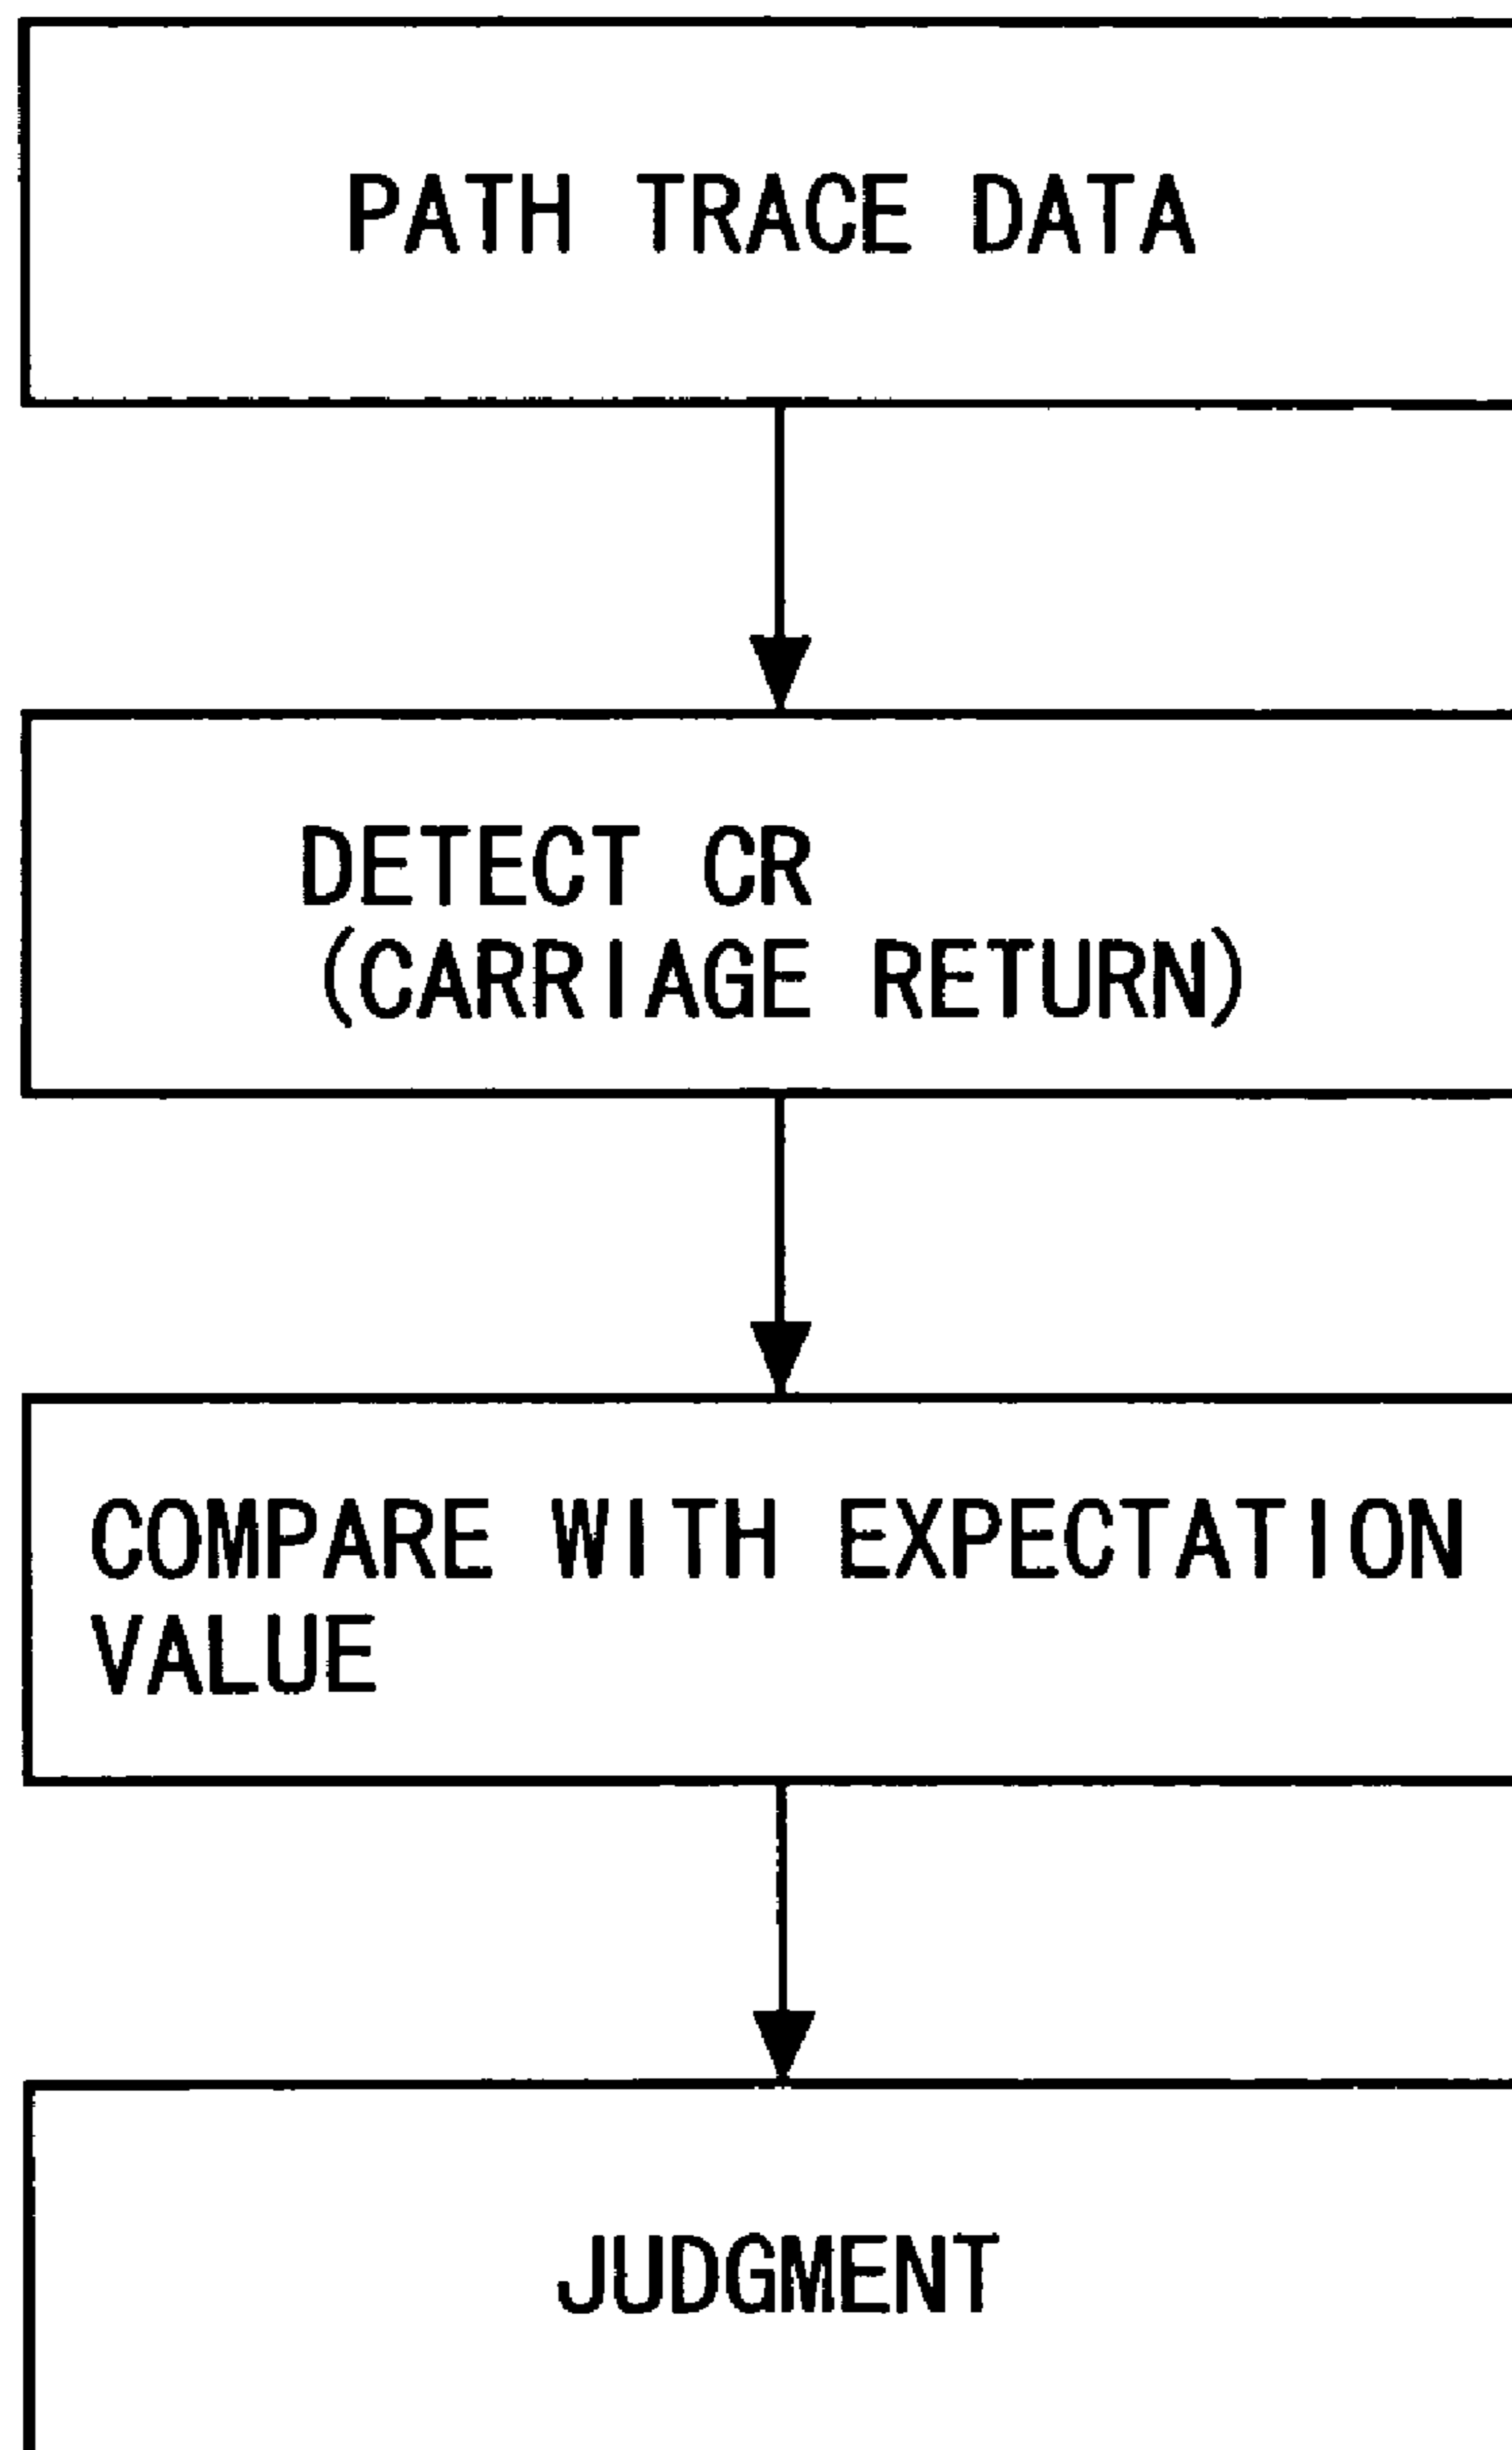 PATH TRACE DATA
DETECT CR
(CARRIAGE RETURN)
COMPARE WITH EXPECTATION
VALUE
JUDGMENT